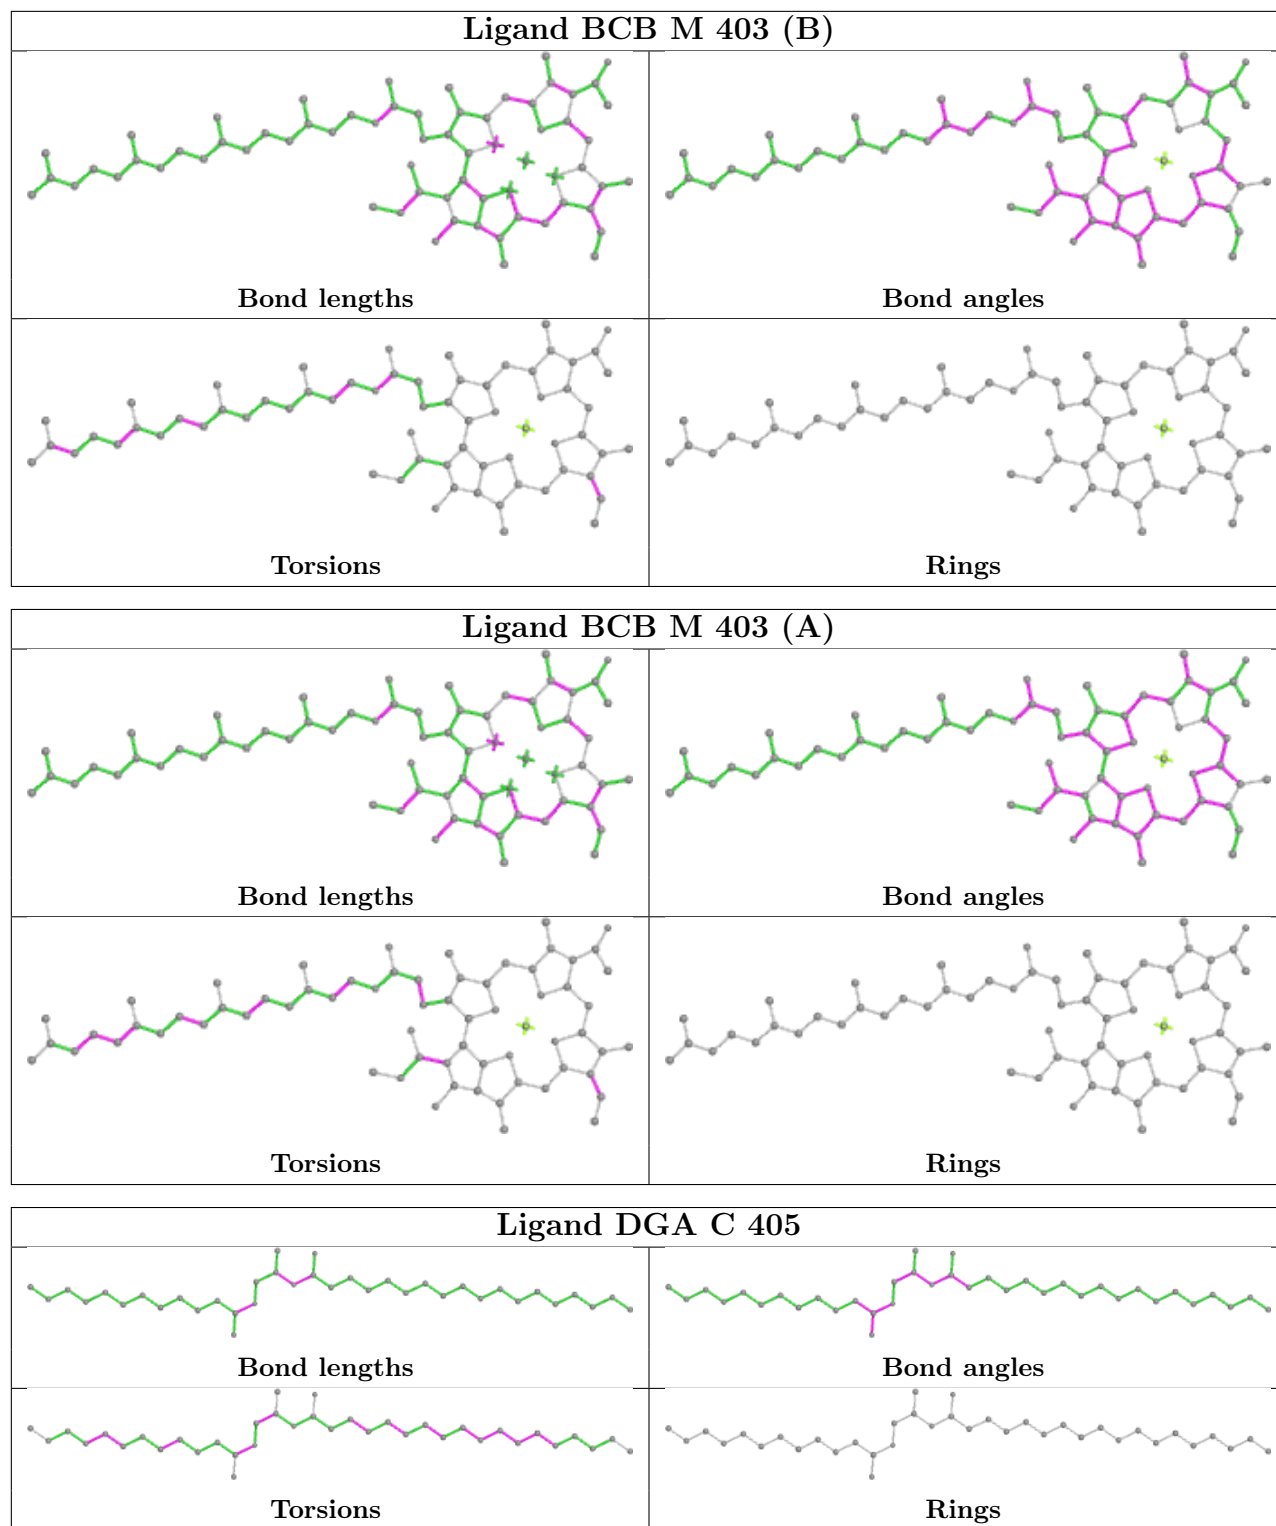 Ligand BCB M 403 (B)
Bond lengths
Bond angles
Torsions
Rings
Ligand BCB M 403 (A)
Bond lengths
Bond angles
Torsions
Rings
Ligand DGA C 405
Bond lengths
Bond angles
Torsions
Rings